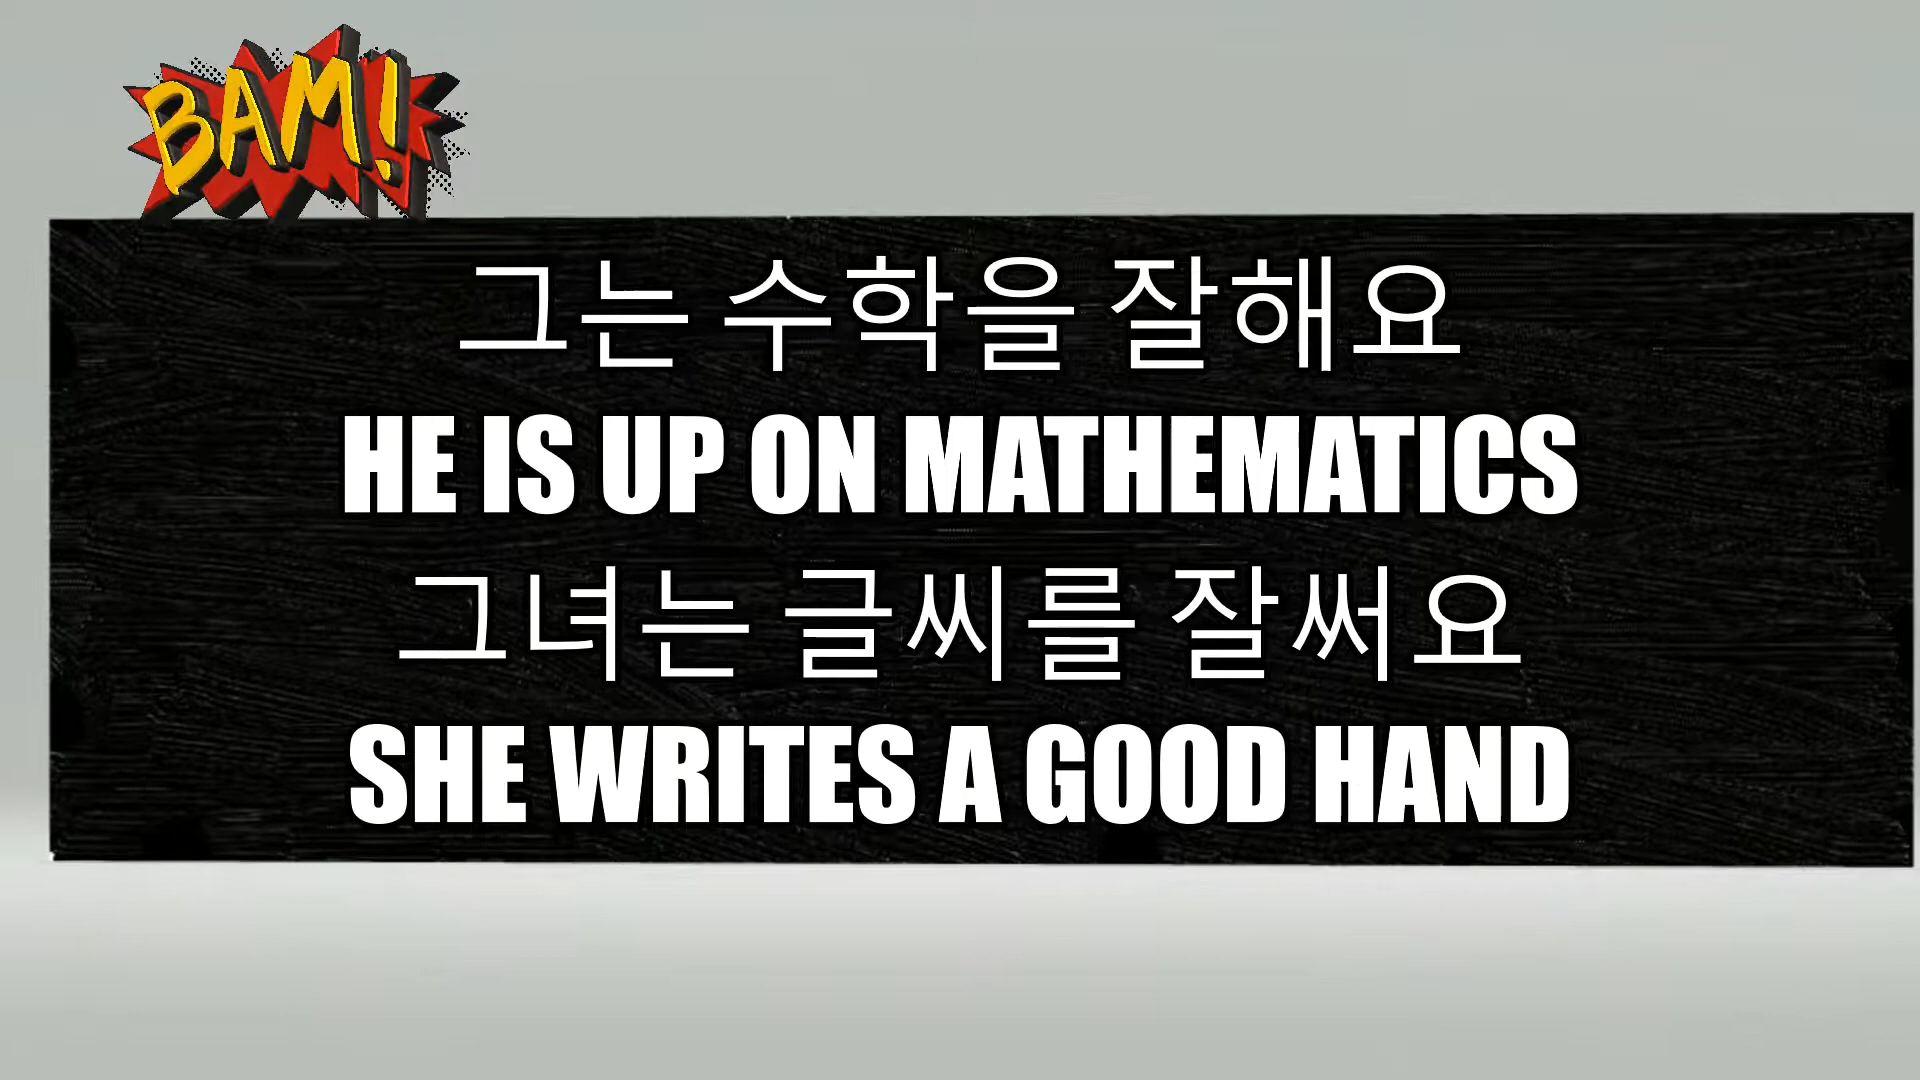 BAM!
그는 수학을 잘해요
HE IS UP ON MATHEMATICS
그녀는 글씨를 잘써요
SHE WRITES A GOOD HAND